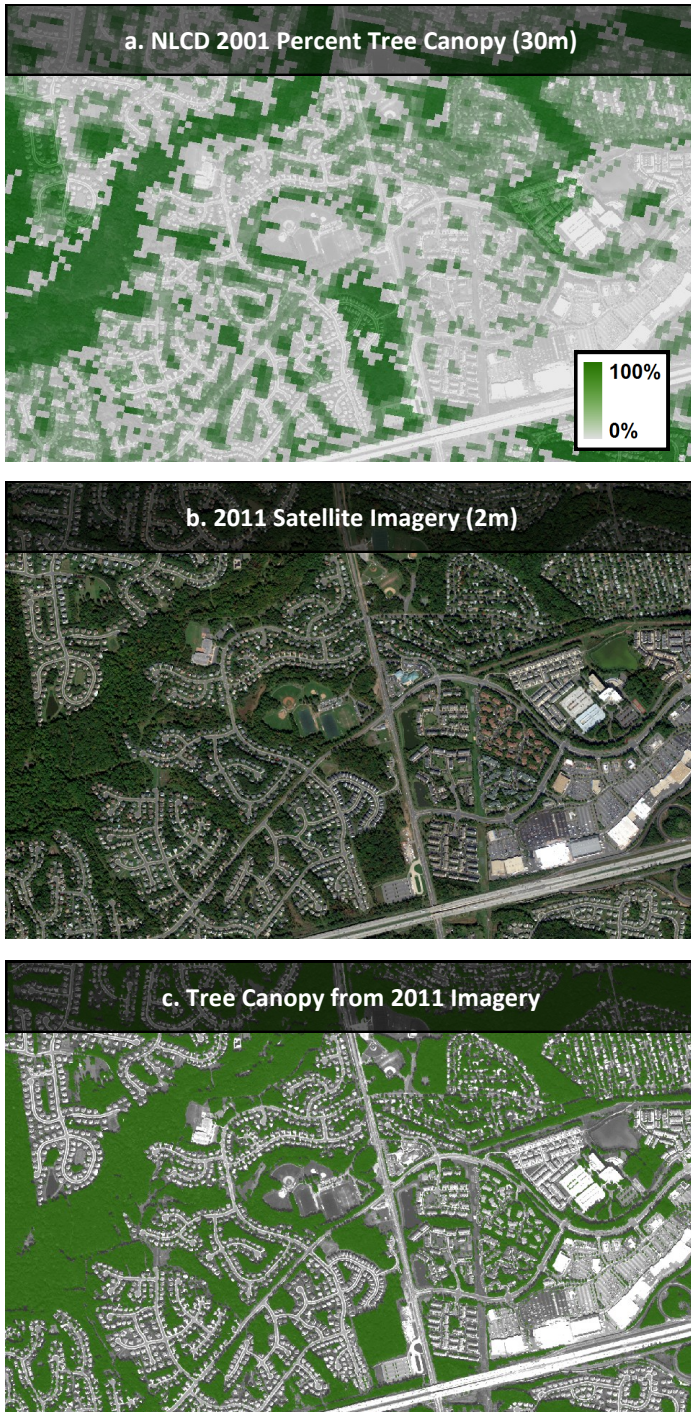 a. NLCD 2001 Percent Tree Canopy (30m)
100%
0%
b. 2011 Satellite Imagery (2m)
c. Tree Canopy from 2011 Imagery